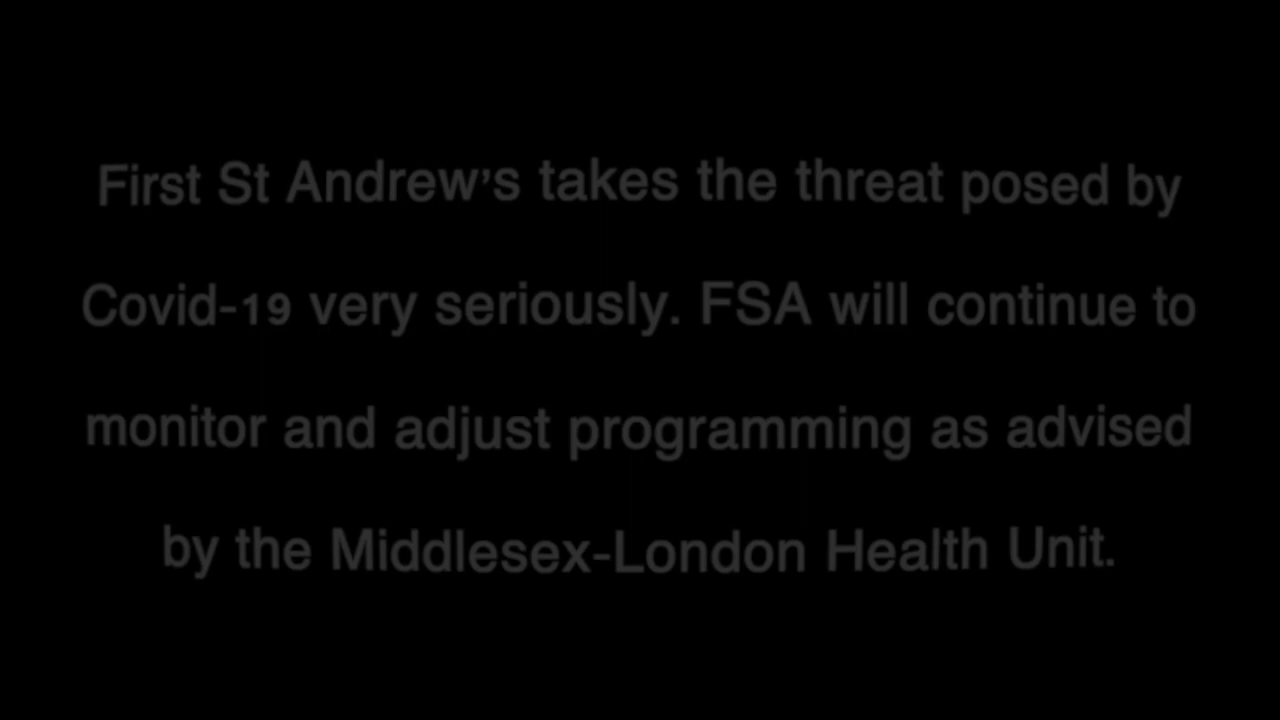 First St Andrew's takes the threat posed by
Covid-19 very seriously. FSA will continue to
monitor and adjust programming as advised
by the Middlesex-London Health Unit.